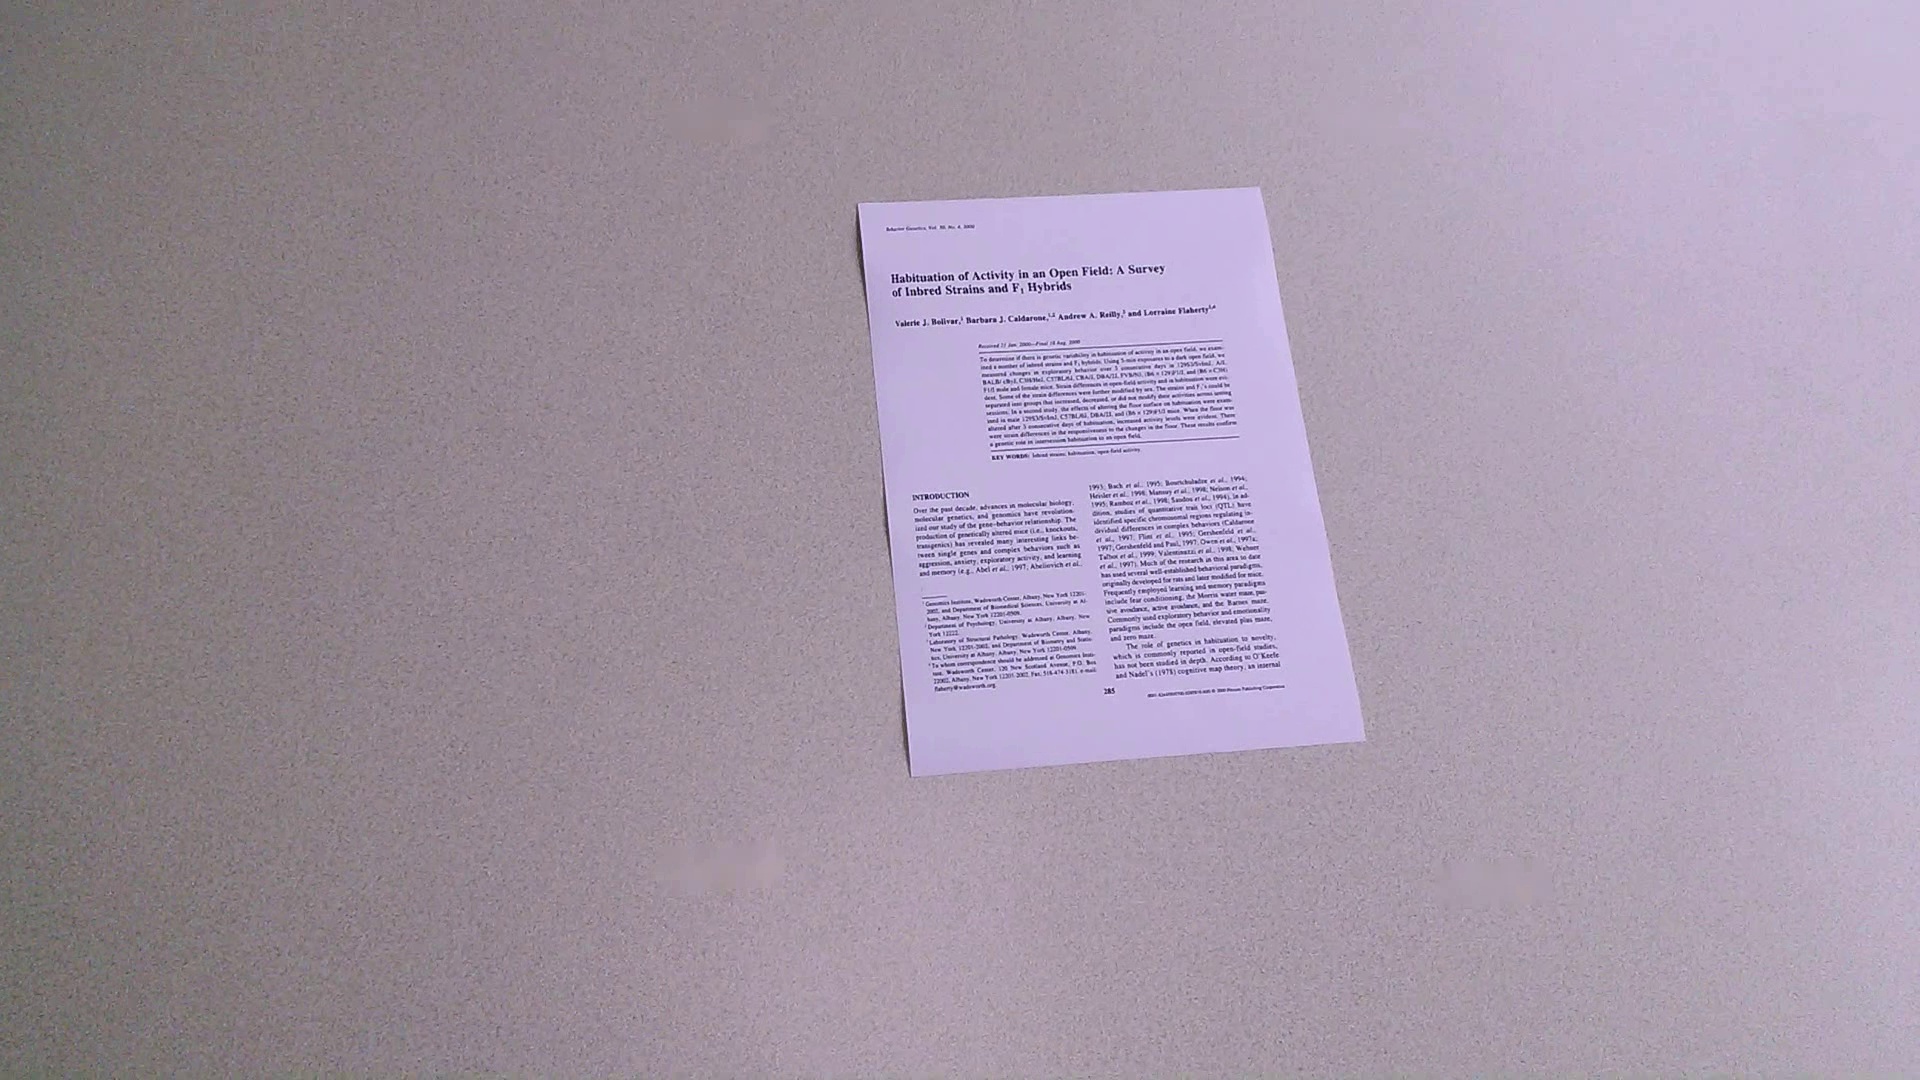 Behavior Genetics, Vol. 30, No. 4, 2000
Habituation of Activity in an Open Field: A Survey
of Inbred Strains and F1 Hybrids
Valerie J. Bolivar,1 Barbara J. Caldarone,1,2 Andrew A. Reilly,3 and Lorraine Flaherty1,4
Received 21 Jan. 2000—Final 18 Aug. 2000
To determine if there is genetic variability in habituation of activity in an open field, we exam-
ined a number of inbred strains and F1 hybrids. Using 5-min exposures to a dark open field, we
measured changes in exploratory behavior over 3 consecutive days in 129S3/SvImJ, A/J,
BALB/cByJ, C3H/HeJ, C57BL/6J, CBA/J, DBA/2J, FVB/NJ, (B6 × 129)F1/J, and (B6 × C3H)
F1/J male and female mice. Strain differences in open-field activity and in habituation were evi-
dent. Some of the strain differences were further modified by sex. The strains and F1's could be
separated into groups that increased, decreased, or did not modify their activities across testing
sessions. In a second study, the effects of altering the floor surface on habituation were exam-
ined in male 129S3/SvImJ, C57BL/6J, DBA/2J, and (B6 × 129)F1/J mice. When the floor was
altered after 3 consecutive days of habituation, increased activity levels were evident. There
were strain differences in the responsiveness to the changes in the floor. These results confirm
a genetic role in intersession habituation to an open field.
KEY WORDS: Inbred strains; habituation; open-field activity.
INTRODUCTION
Over the past decade, advances in molecular biology,
molecular genetics, and genomics have revolution-
ized our study of the gene–behavior relationship. The
production of genetically altered mice (i.e., knockouts,
transgenics) has revealed many interesting links be-
tween single genes and complex behaviors such as
aggression, anxiety, exploratory activity, and learning
and memory (e.g., Abel et al., 1997; Abeliovich et al.,
1 Genomics Institute, Wadsworth Center, Albany, New York 12201-
2002, and Department of Biomedical Sciences, University at Al-
bany, Albany, New York 12201-0509.
2 Department of Psychology, University at Albany, Albany, New
York 12222.
3 Laboratory of Structural Pathology, Wadsworth Center, Albany,
New York 12201-2002, and Department of Biometry and Statis-
tics, University at Albany, Albany, New York 12201-0509.
4 To whom correspondence should be addressed at Genomics Insti-
tute, Wadsworth Center, 120 New Scotland Avenue, P.O. Box
22002, Albany, New York 12201-2002. Fax: 518-474-3181. e-mail:
flaherty@wadsworth.org.
1993; Bach et al., 1995; Bourtchuladze et al., 1994;
Heisler et al., 1998; Mansuy et al., 1998; Nelson et al.,
1995; Ramboz et al., 1998; Saudou et al., 1994). In ad-
dition, studies of quantitative trait loci (QTL) have
identified specific chromosomal regions regulating in-
dividual differences in complex behaviors (Caldarone
et al., 1997; Flint et al., 1995; Gershenfeld et al.,
1997; Gershenfeld and Paul, 1997; Owen et al., 1997a;
Talbot et al., 1999; Valentinuzzi et al., 1998; Wehner
et al., 1997). Much of the research in this area to date
has used several well-established behavioral paradigms,
originally developed for rats and later modified for mice.
Frequently employed learning and memory paradigms
include fear conditioning, the Morris water maze, pas-
sive avoidance, active avoidance, and the Barnes maze.
Commonly used exploratory behavior and emotionality
paradigms include the open field, elevated plus maze,
and zero maze.
The role of genetics in habituation to novelty,
which is commonly reported in open-field studies,
has not been studied in depth. According to O'Keefe
and Nadel's (1978) cognitive map theory, an internal
285
© 2000 Plenum Publishing Corporation